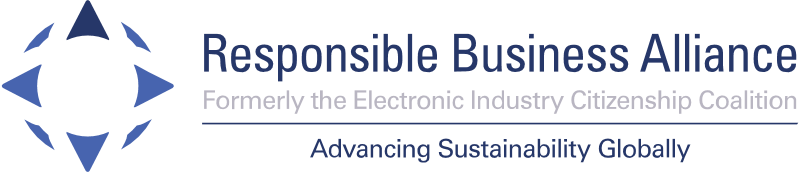 Responsible Business Alliance
Formerly the Electronic Industry Citizenship Coalition
Advancing Sustainability Globally